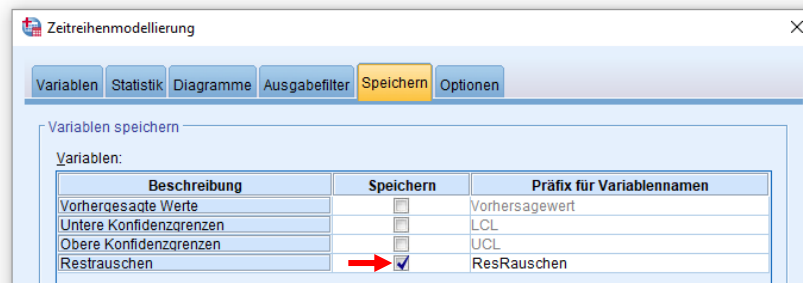 Zeitreihenmodellierung
Variablen Statistik Diagramme Ausgabefilter Speichern Optionen
Variablen speichern
Variablen:
Beschreibung Speichern Präfix für Variablennamen
Vorhergesagte Werte Vorhersagewert
Untere Konfidenzgrenzen LCL
Obere Konfidenzgrenzen UCL
Restrauschen ResRauschen